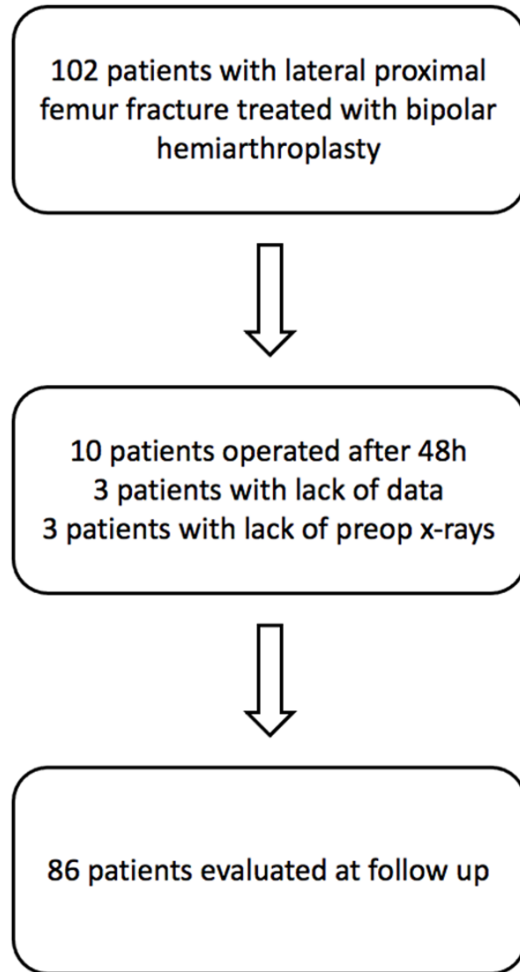 102 patients with lateral proximal
femur fracture treated with bipolar
hemiarthroplasty
10 patients operated after 48h
3 patients with lack of data
3 patients with lack of preop x-rays
86 patients evaluated at follow up